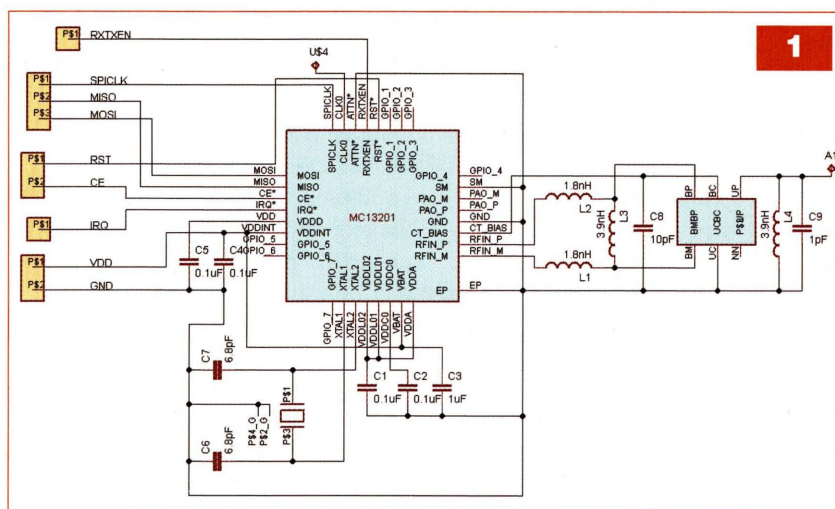 1
P$1 RXTXEN
U$4
P$1 SPICLK
P$2 MISO
P$3 MOSI
SPICLK
CLK0
ATTN*
RXTXEN
RST*
GPIO_1
GPIO_2
GPIO_3
SPICLK
CLK0
ATTN*
RXTXEN
RST*
GPIO_1
GPIO_2
GPIO_3
P$1 RST
P$2 CE
P$1 IRQ
P$1 VDD
P$2 GND
MOSI
MISO
CE*
IRQ*
VDD
VDDINT
GPIO_5
GPIO_6
MOSI
MISO
CE*
IRQ*
VDDD
VDDINT
GPIO_5
GPIO_6
MC13201
GPIO_4
SM
PAO_M
PAO_P
GND
CT_BIAS
RFIN_P
RFIN_M
EP
GPIO_4
SM
PAO_M
PAO_P
GND
CT_BIAS
RFIN_P
RFIN_M
EP
GPIO_7
XTAL1
XTAL2
VDDL02
VDDL01
VDDC0
VBAT
VDDA
GPIO_7
XTAL1
XTAL2
VDDL02
VDDL01
VDDC0
VBAT
VDDA
C5
0.1uF
C4
0.1uF
1.8nH
L2
1.8nH
L1
L3
3.9nH
C8
10pF
BP
BC
UP
BMBP
UCBC
P$$IP
BM
UC
NN
A1
L4
3.9nH
C9
1pF
C7
6.8pF
C6
6.8pF
P$4_G
P$2_G
P$1
P$3
C1
0.1uF
C2
0.1uF
C3
1uF